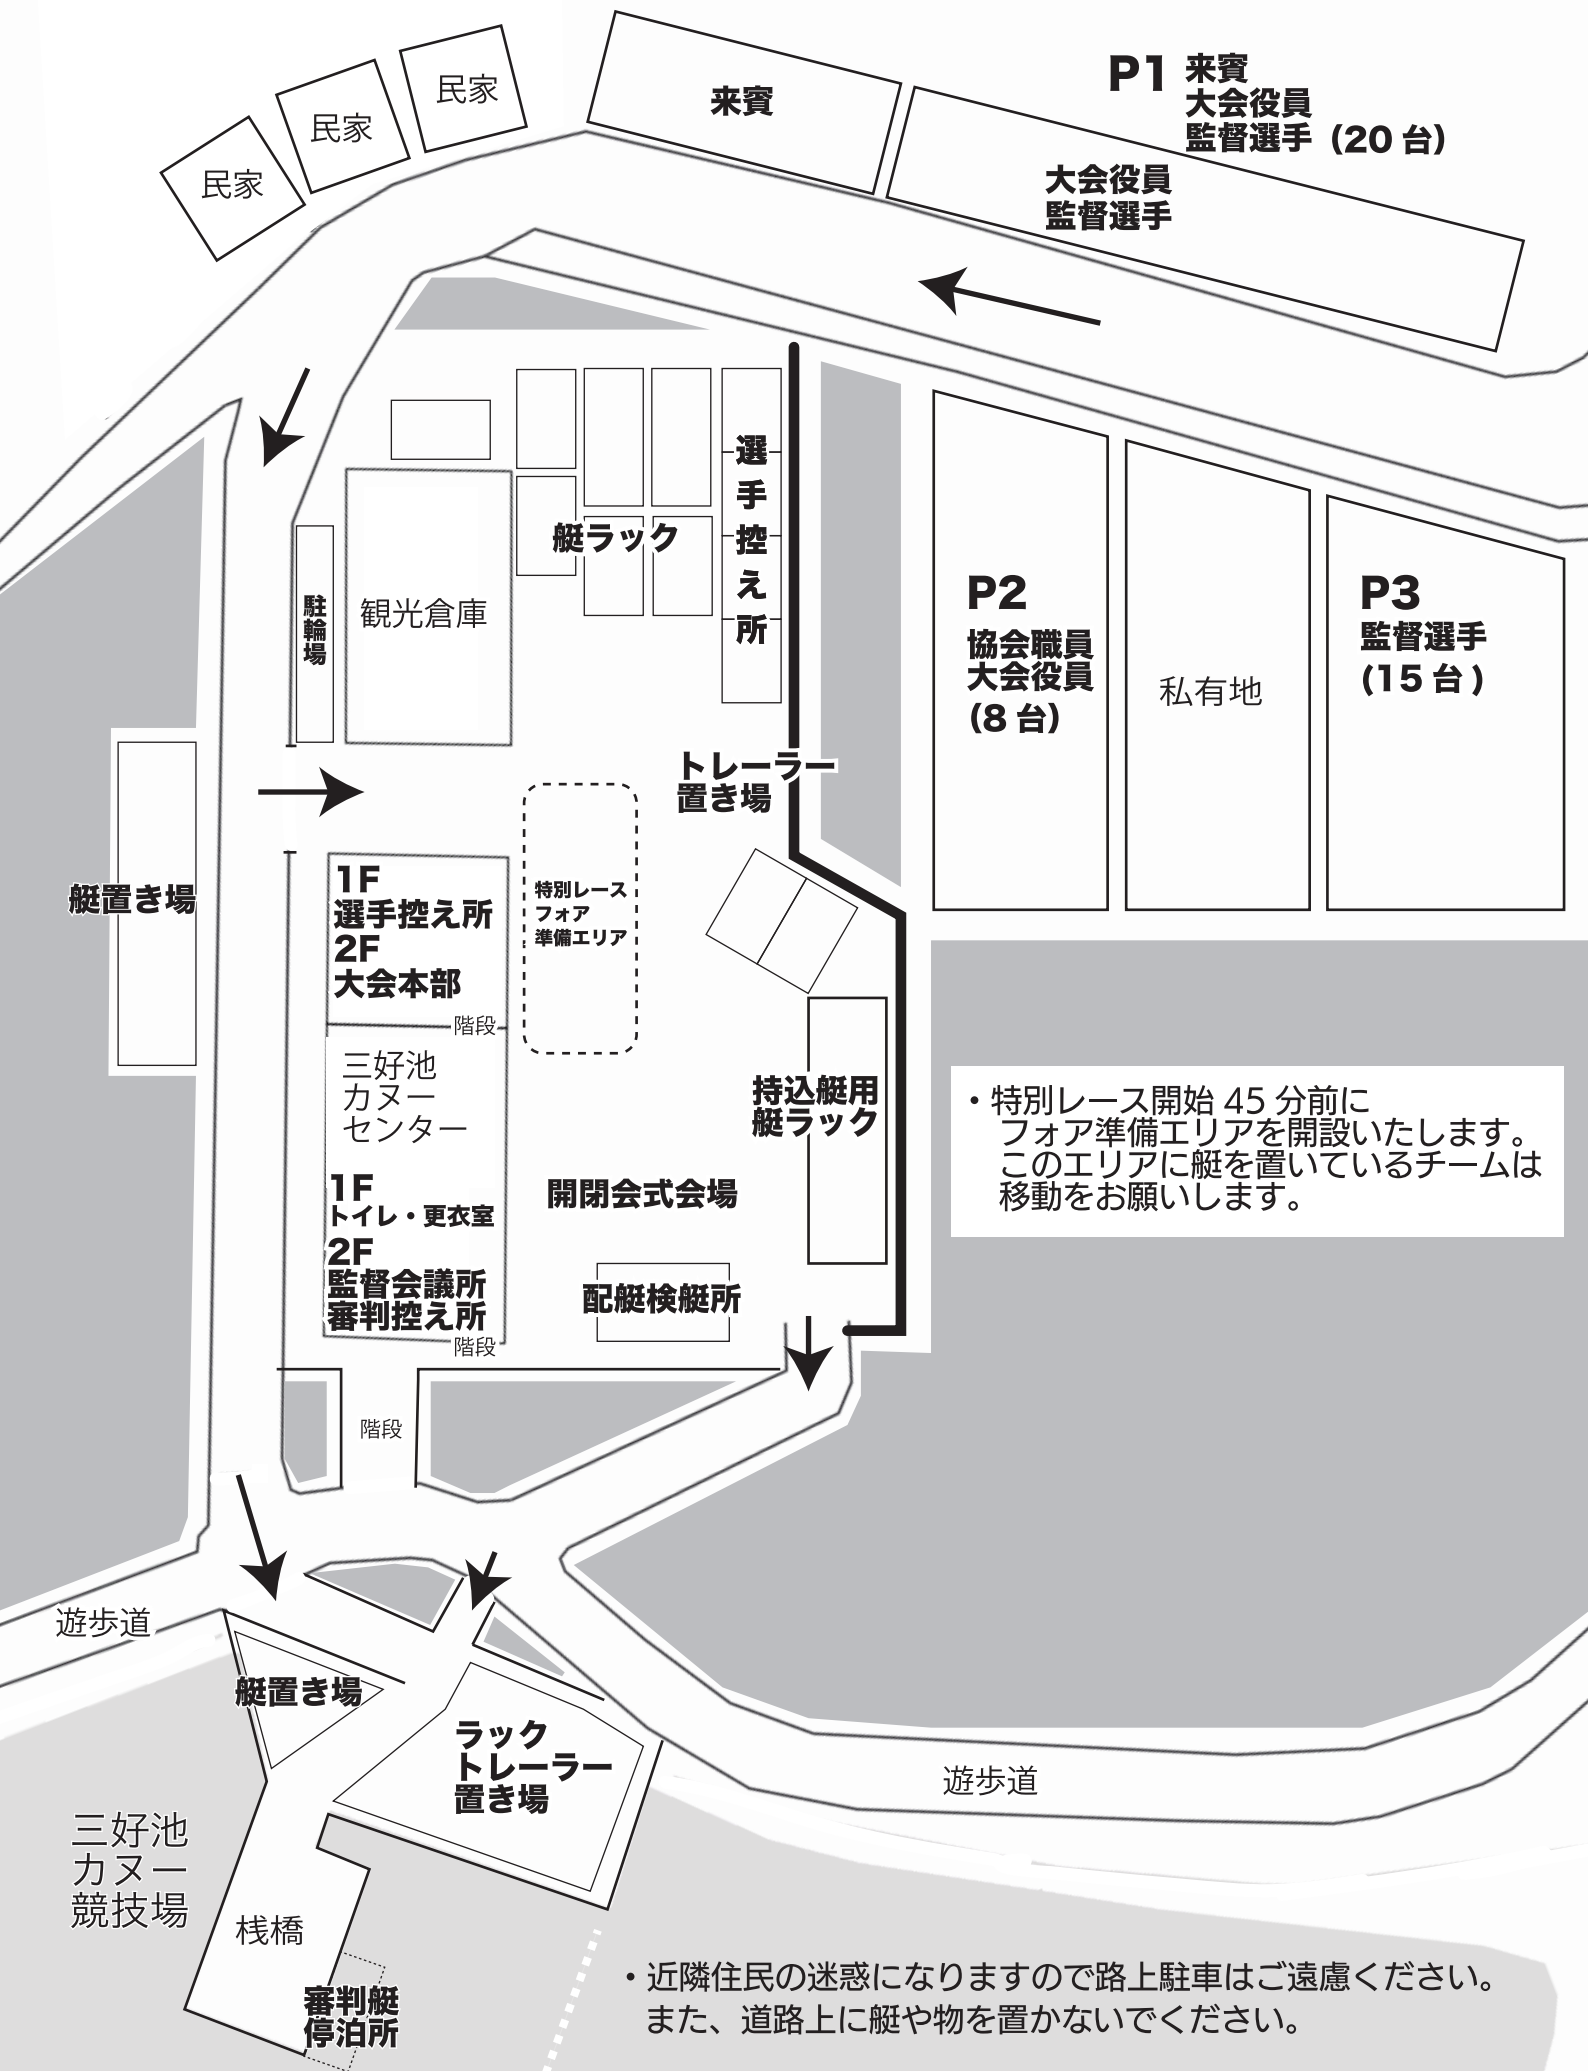 民家
民家
民家
来賓
P1 来賓
大会役員
監督選手（20 台）
大会役員
監督選手
選手控え所
艇ラック
駐輪場
観光倉庫
P2
協会職員
大会役員
（8 台）
私有地
P3
監督選手
(15 台 )
トレーラー
置き場
艇置き場
1F
選手控え所
2F
大会本部
階段
特別レース
フォア
準備エリア
三好池
カヌー
センター
1F
トイレ・更衣室
2F
監督会議所
審判控え所
階段
持込艇用
艇ラック
開閉会式会場
配艇検艇所
・特別レース開始 45 分前に
フォア準備エリアを開設いたします。
このエリアに艇を置いているチームは
移動をお願いします。
階段
遊歩道
艇置き場
ラック
トレーラー
置き場
遊歩道
三好池
カヌー
競技場
桟橋
審判艇
停泊所
・近隣住民の迷惑になりますので路上駐車はご遠慮ください。
また、道路上に艇や物を置かないでください。